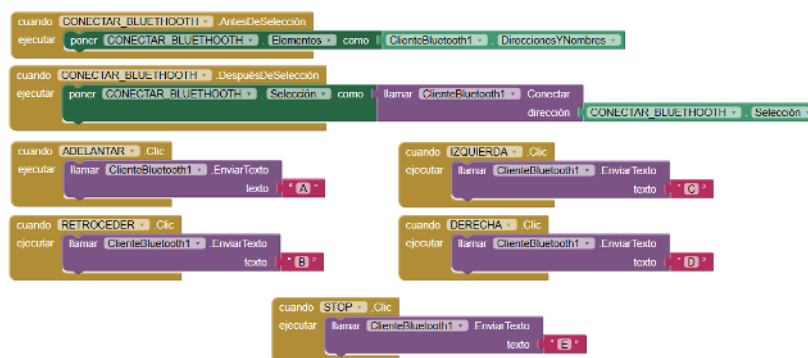 cuando CONECTAR_BLUETHOOTH .AntesDeSelección
ejecutar poner CONECTAR_BLUETHOOTH . Elementos como ClienteBluetooth1 . DireccionesYNombres
cuando CONECTAR_BLUETHOOTH .DespuésDeSelección
ejecutar poner CONECTAR_BLUETHOOTH . Selección como llamar ClienteBluetooth1 .Conectar
dirección CONECTAR_BLUETHOOTH . Selección
cuando ADELANTAR .Clic
ejecutar llamar ClienteBluetooth1 .EnviarTexto
texto " A "
cuando IZQUIERDA .Clic
ejecutar llamar ClienteBluetooth1 .EnviarTexto
texto " C "
cuando RETROCEDER .Clic
ejecutar llamar ClienteBluetooth1 .EnviarTexto
texto " B "
cuando DERECHA .Clic
ejecutar llamar ClienteBluetooth1 .EnviarTexto
texto " D "
cuando STOP .Clic
ejecutar llamar ClienteBluetooth1 .EnviarTexto
texto " E "